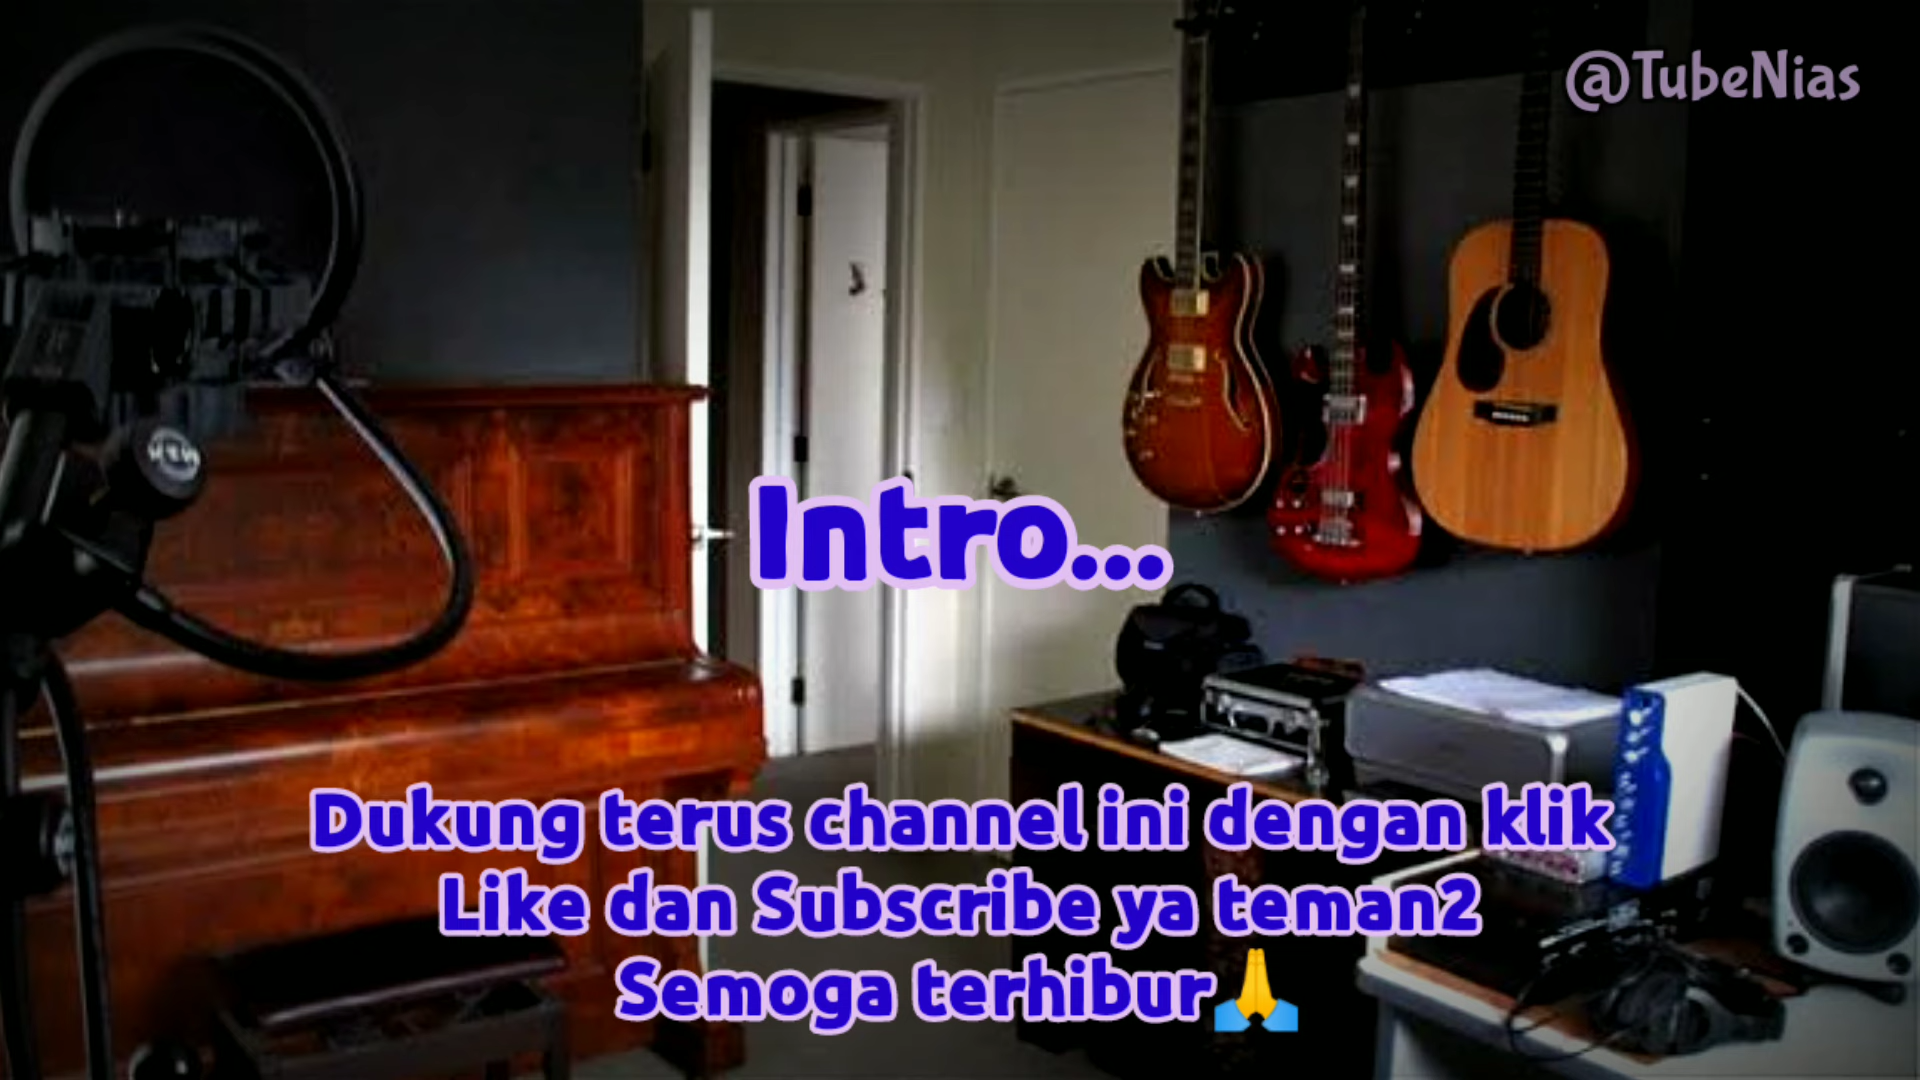 @TubeNias
Intro...
Dukung terus channel ini dengan klik
Like dan Subscribe ya teman2
Semoga terhibur🙏